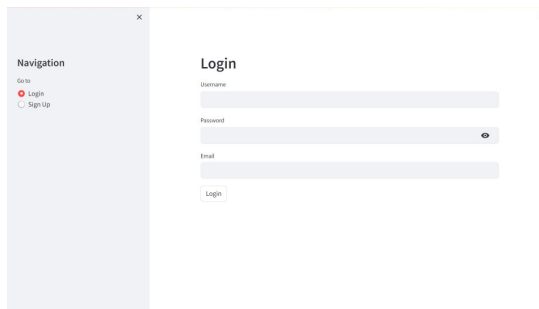 Navigation
Go to
Login
Sign Up
Login
Username
Password
Email
Login